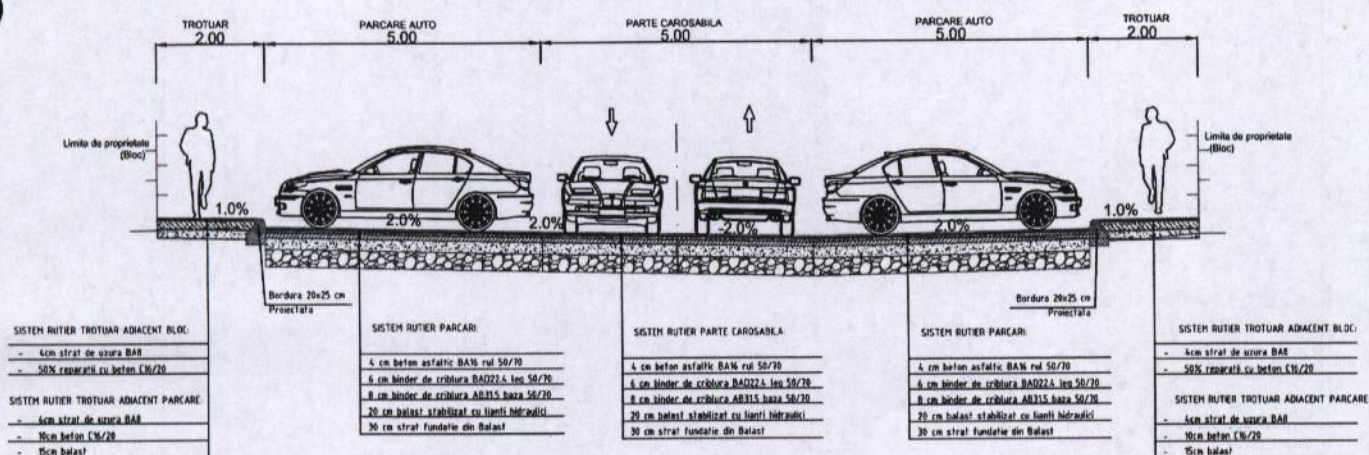 TROTUAR
2.00
PARCARE AUTO
5.00
PARTE CAROSABILA
5.00
PARCARE AUTO
5.00
TROTUAR
2.00
Limita de proprietate
(Bloc)
Limita de proprietate
(Bloc)
1.0%
2.0%
2.0%
-2.0%
2.0%
1.0%
Bordura 20x25 cm
Proiectata
Bordura 20x25 cm
Proiectata
SISTEM RUTIER TROTUAR ADIACENT BLOC:
- 4cm strat de uzura BA8
- 50% reparatii cu beton C16/20
SISTEM RUTIER TROTUAR ADIACENT PARCARE:
- 4cm strat de uzura BA8
- 10cm beton C16/20
- 15cm balast
SISTEM RUTIER PARCARI:
4 cm beton asfaltic BA16 rul 50/70
6 cm binder de criblura BAD22.4 leg 50/70
8 cm binder de criblura AB31.5 baza 50/70
20 cm balast stabilizat cu lianti hidraulici
30 cm strat fundatie din Balast
SISTEM RUTIER PARTE CAROSABILA:
4 cm beton asfaltic BA16 rul 50/70
6 cm binder de criblura BAD22.4 leg 50/70
8 cm binder de criblura AB31.5 baza 50/70
20 cm balast stabilizat cu lianti hidraulici
30 cm strat fundatie din Balast
SISTEM RUTIER PARCARI:
4 cm beton asfaltic BA16 rul 50/70
6 cm binder de criblura BAD22.4 leg 50/70
8 cm binder de criblura AB31.5 baza 50/70
20 cm balast stabilizat cu lianti hidraulici
30 cm strat fundatie din Balast
SISTEM RUTIER TROTUAR ADIACENT BLOC:
- 4cm strat de uzura BA8
- 50% reparatii cu beton C16/20
SISTEM RUTIER TROTUAR ADIACENT PARCARE
- 4cm strat de uzura BA8
- 10cm beton C16/20
- 15cm balast